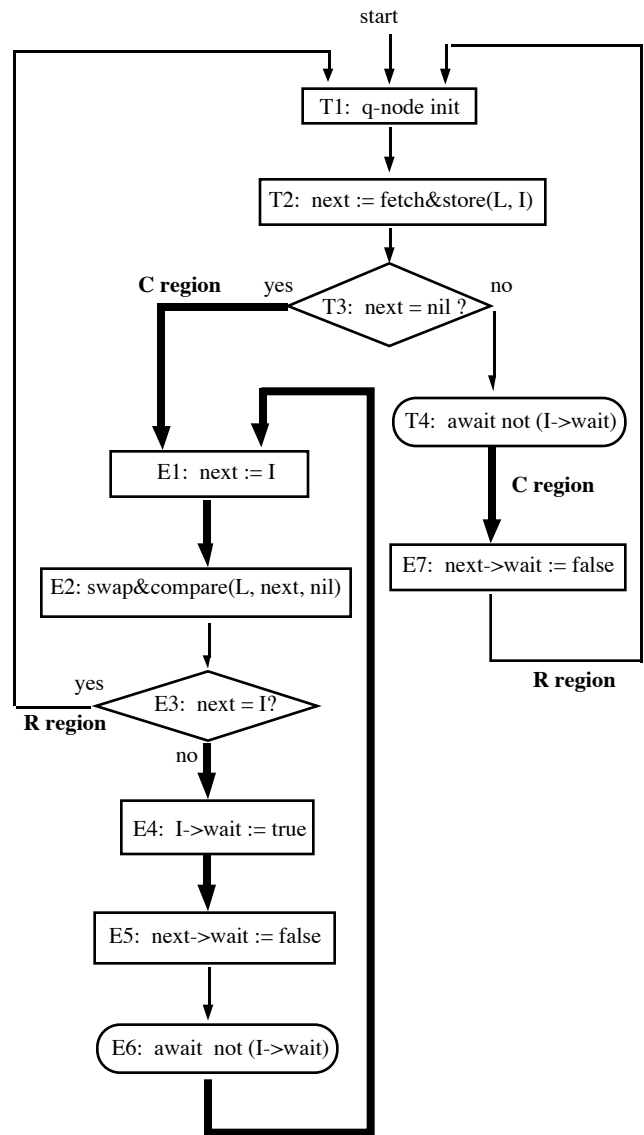 start
T1: q-node init
T2: next := fetch&store(L, I)
C region
yes
T3: next = nil ?
no
T4: await not (I->wait)
E1: next := I
C region
E2: swap&compare(L, next, nil)
E7: next->wait := false
yes
E3: next = I?
R region
R region
no
E4: I->wait := true
E5: next->wait := false
E6: await not (I->wait)